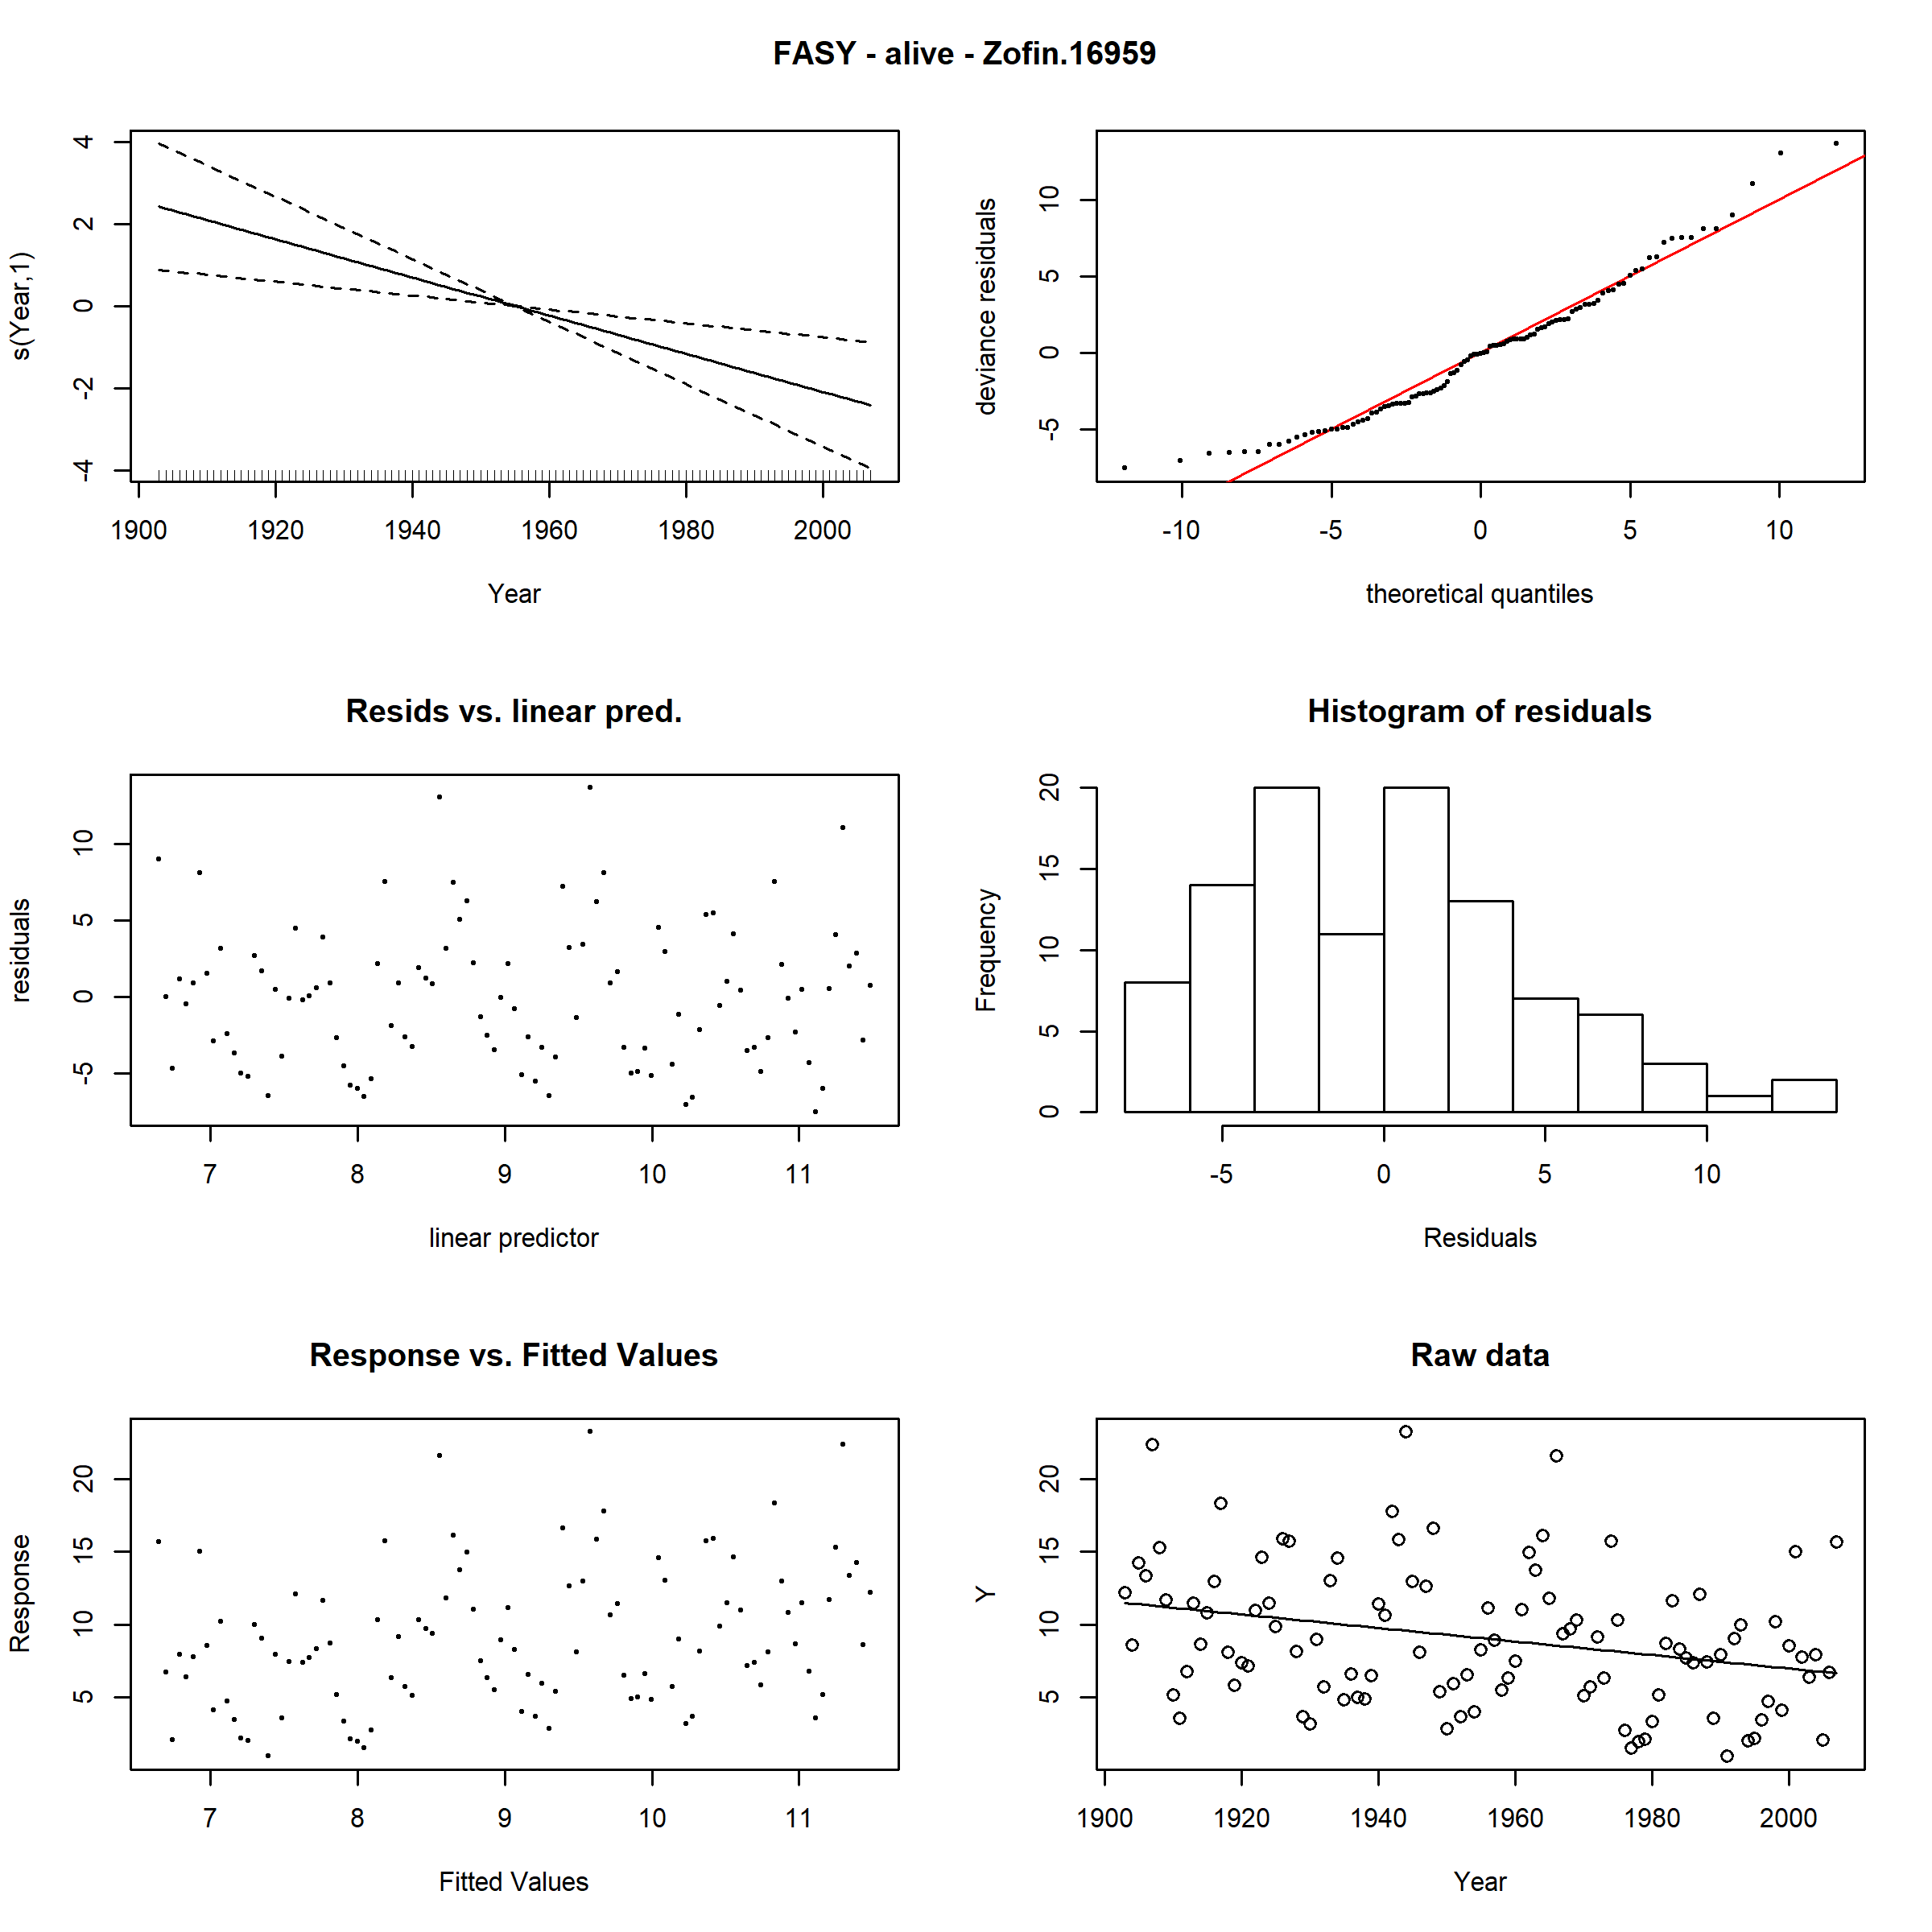 FASY - alive - Zofin.16959
s(Year,1)
4
2
0
-2
-4
1900 1920 1940 1960 1980 2000
Year
deviance residuals
10
5
0
-5
-10 -5 0 5 10
theoretical quantiles
Resids vs. linear pred.
residuals
10
5
0
-5
7 8 9 10 11
linear predictor
Histogram of residuals
Frequency
20
15
10
5
0
-5 0 5 10
Residuals
Response vs. Fitted Values
Response
20
15
10
5
7 8 9 10 11
Fitted Values
Raw data
Y
20
15
10
5
1900 1920 1940 1960 1980 2000
Year